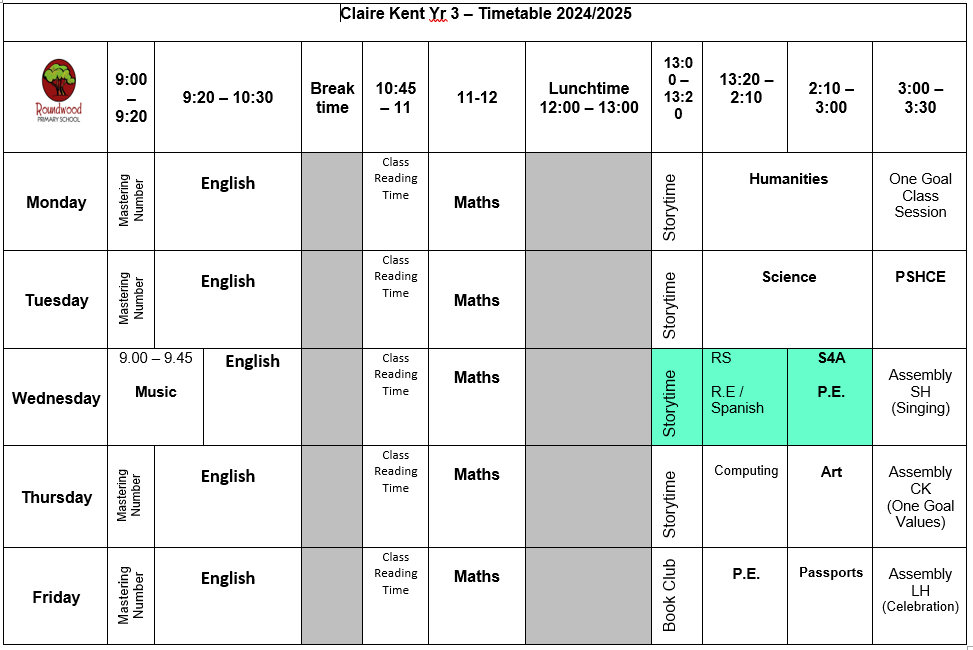 Claire Kent Yr 3 – Timetable 2024/2025
Roundwood
PRIMARY SCHOOL
9:00
–
9:20
9:20 – 10:30
Break
time
10:45
– 11
11-12
Lunchtime
12:00 – 13:00
13:0
0 –
13:2
0
13:20 –
2:10
2:10 –
3:00
3:00 –
3:30
Monday
Mastering
Number
English
Class
Reading
Time
Maths
Storytime
Humanities
One Goal
Class
Session
Tuesday
Mastering
Number
English
Class
Reading
Time
Maths
Storytime
Science
PSHCE
Wednesday
9.00 – 9.45
Music
English
Class
Reading
Time
Maths
Storytime
RS
R.E /
Spanish
S4A
P.E.
Assembly
SH
(Singing)
Thursday
Mastering
Number
English
Class
Reading
Time
Maths
Storytime
Computing
Art
Assembly
CK
(One Goal
Values)
Friday
Mastering
Number
English
Class
Reading
Time
Maths
Book Club
P.E.
Passports
Assembly
LH
(Celebration)